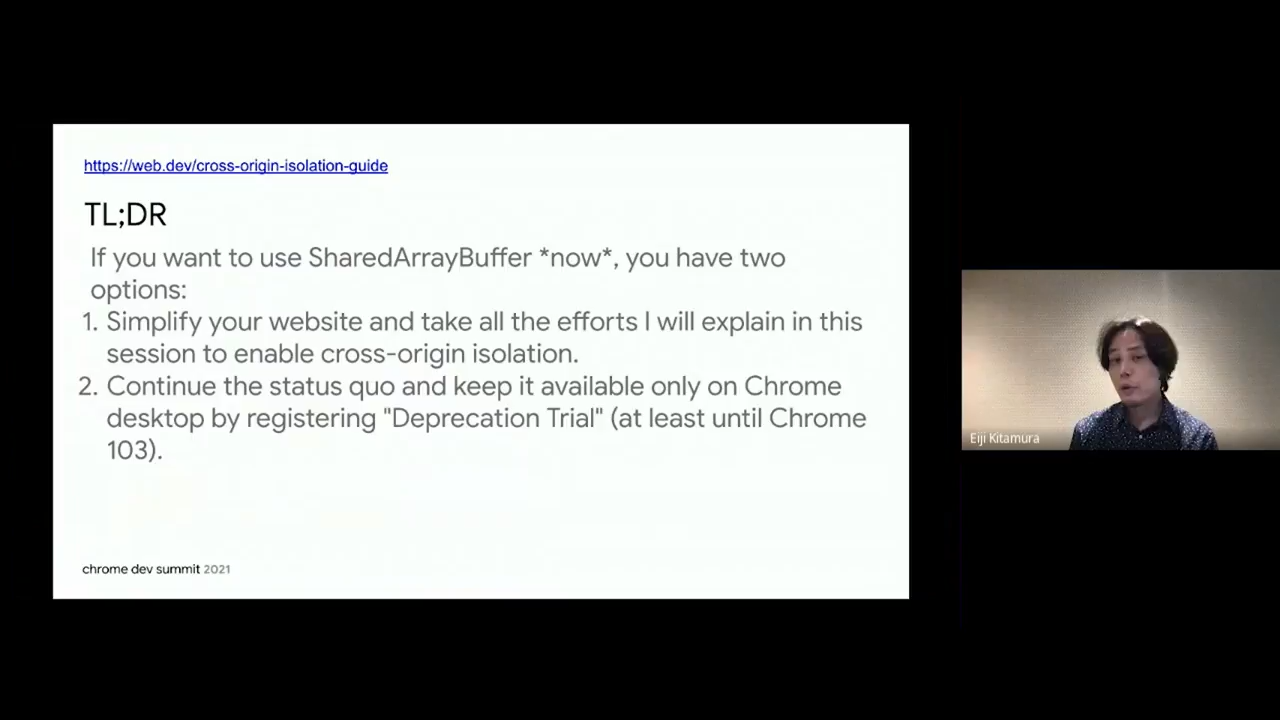 https://web.dev/cross-origin-isolation-guide
TL;DR
If you want to use SharedArrayBuffer *now*, you have two
options:
1. Simplify your website and take all the efforts I will explain in this
session to enable cross-origin isolation.
2. Continue the status quo and keep it available only on Chrome
desktop by registering "Deprecation Trial" (at least until Chrome
103).
chrome dev summit 2021
Eiji Kitamura